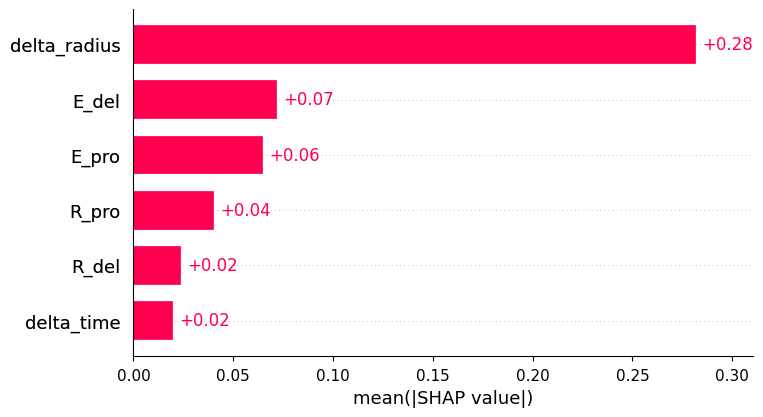 delta_radius +0.28
E_del +0.07
E_pro +0.06
R_pro +0.04
R_del +0.02
delta_time +0.02
0.00 0.05 0.10 0.15 0.20 0.25 0.30
mean(|SHAP value|)